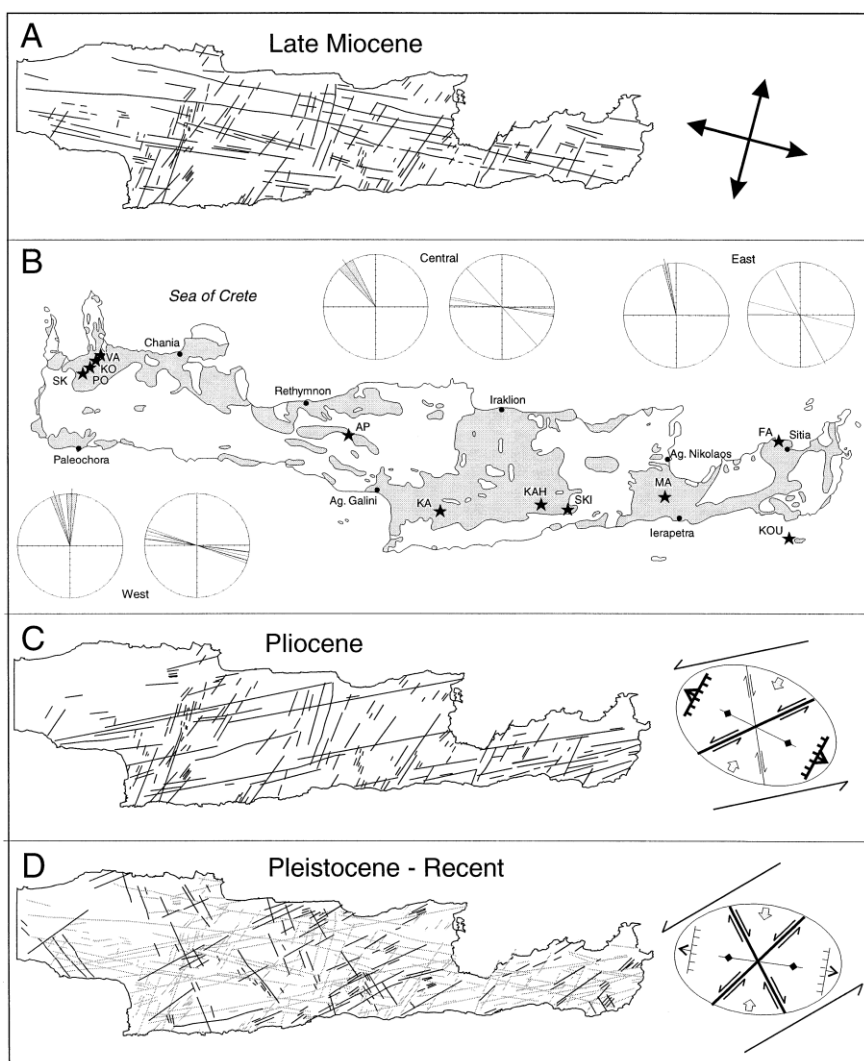 A
Late Miocene
B
Central
East
Sea of Crete
Chania
VA
KO
SK
PO
Rethymnon
Iraklion
AP
FA
Sitia
Paleochora
Ag. Nikolaos
MA
Ag. Galini
KA
KAH
SKI
Ierapetra
KOU
West
C
Pliocene
D
Pleistocene - Recent